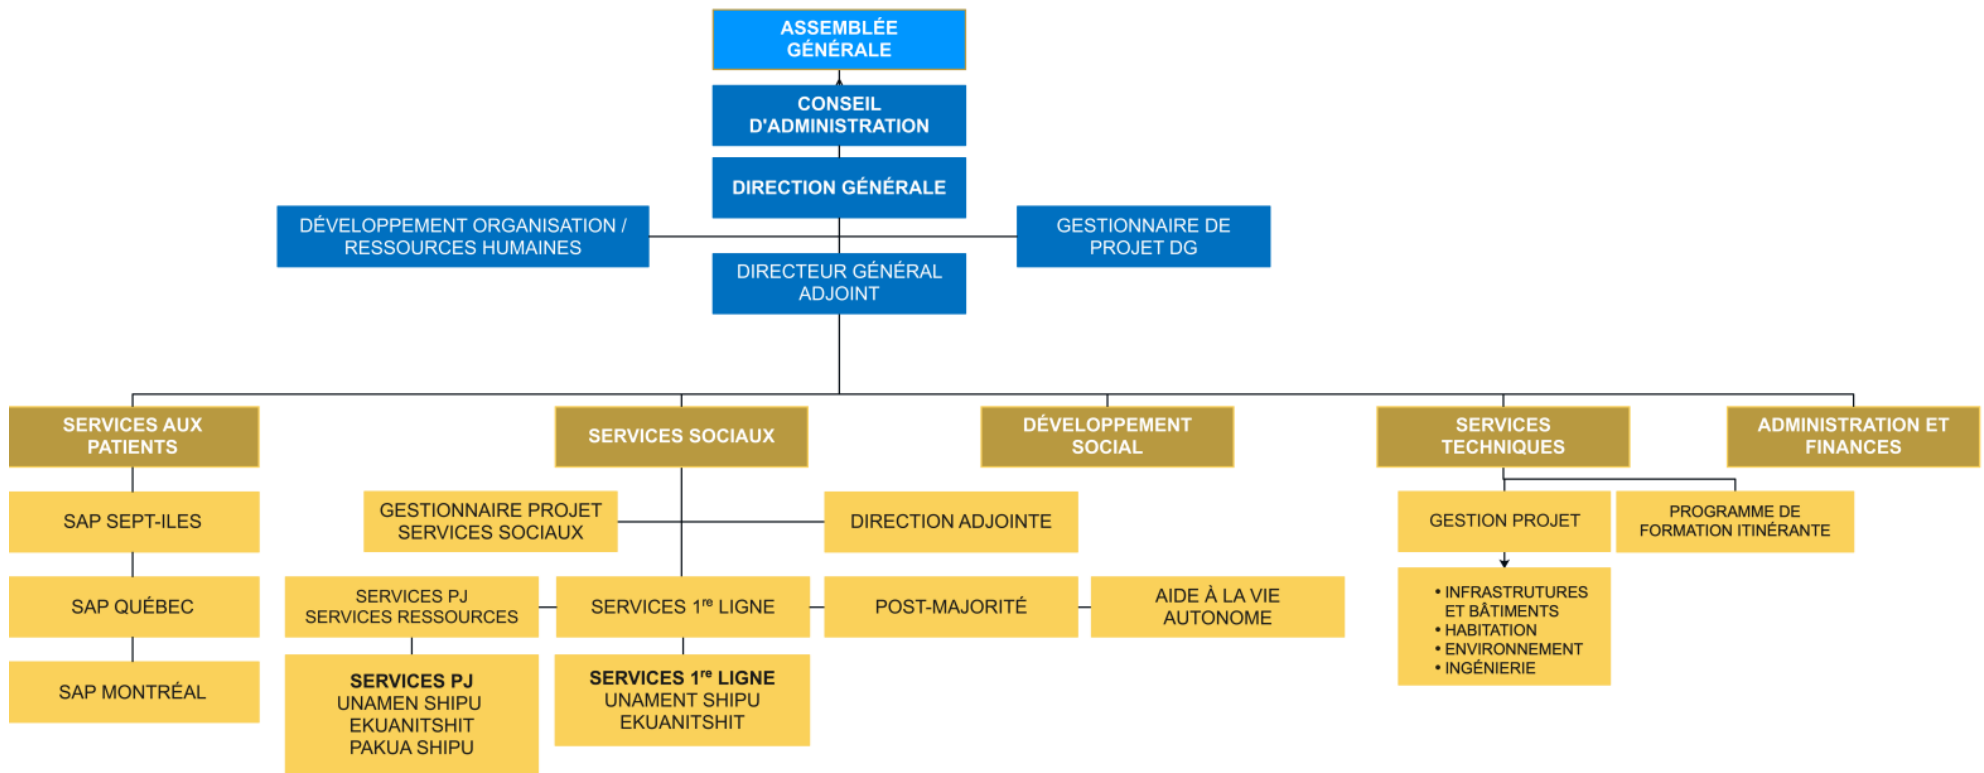 ASSEMBLÉE
GÉNÉRALE
CONSEIL
D'ADMINISTRATION
DIRECTION GÉNÉRALE
DÉVELOPPEMENT ORGANISATION /
RESSOURCES HUMAINES
GESTIONNAIRE DE
PROJET DG
DIRECTEUR GÉNÉRAL
ADJOINT
SERVICES AUX
PATIENTS
SERVICES SOCIAUX
DÉVELOPPEMENT
SOCIAL
SERVICES
TECHNIQUES
ADMINISTRATION ET
FINANCES
SAP SEPT-ILES
GESTIONNAIRE PROJET
SERVICES SOCIAUX
DIRECTION ADJOINTE
GESTION PROJET
PROGRAMME DE
FORMATION ITINÉRANTE
SAP QUÉBEC
SERVICES PJ
SERVICES RESSOURCES
SERVICES 1re LIGNE
POST-MAJORITÉ
AIDE À LA VIE
AUTONOME
• INFRASTRUTURES
ET BÂTIMENTS
• HABITATION
• ENVIRONNEMENT
• INGÉNIERIE
SAP MONTRÉAL
SERVICES PJ
UNAMEN SHIPU
EKUANITSHIT
PAKUA SHIPU
SERVICES 1re LIGNE
UNAMENT SHIPU
EKUANITSHIT